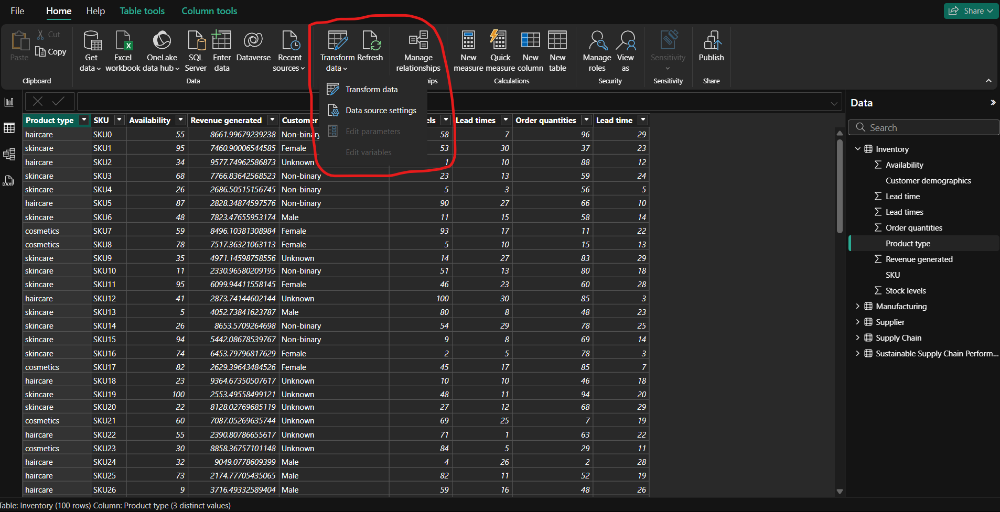 File Home Help Table tools Column tools Share
Paste Cut Copy
Get data Excel workbook OneLake data hub SQL Server Enter data Dataverse Recent sources Transform data Refresh Manage relationships New measure Quick measure New column New table Manage roles View as Sensitivity Publish
Clipboard Data ips Calculations Security Sensitivity Share
Transform data
Data source settings
Edit parameters
Edit variables
DAX
Product type SKU Availability Revenue generated Customer els Lead times Order quantities Lead time
haircare SKU0 55 8661.99679239238 Non-binary 58 7 96 29
skincare SKU1 95 7460.90006544585 Female 53 30 37 23
haircare SKU2 34 9577.74962586873 Unknown 1 10 88 12
skincare SKU3 68 7766.83642568523 Non-binary 23 13 59 24
skincare SKU4 26 2686.50515156745 Non-binary 5 3 56 5
haircare SKU5 87 2828.34874597576 Non-binary 90 27 66 10
skincare SKU6 48 7823.47655953174 Male 11 15 58 14
cosmetics SKU7 59 8496.10381308984 Female 93 17 11 22
cosmetics SKU8 78 7517.36321063113 Female 5 10 15 13
skincare SKU9 35 4971.14598758556 Unknown 14 27 83 29
skincare SKU10 11 2330.96580209195 Non-binary 51 13 80 18
skincare SKU11 95 6099.94411558145 Female 46 23 60 28
haircare SKU12 41 2873.74144602144 Unknown 100 30 85 3
skincare SKU13 5 4052.73841623787 Male 80 8 48 23
skincare SKU14 26 8653.5709264698 Non-binary 54 29 78 25
skincare SKU15 94 5442.08678539767 Non-binary 9 8 69 14
skincare SKU16 74 6453.79796817629 Female 2 5 78 3
cosmetics SKU17 82 2629.39643484526 Female 45 17 85 7
haircare SKU18 23 9364.67350507617 Unknown 10 10 46 18
skincare SKU19 100 2553.49558499121 Unknown 48 11 94 20
skincare SKU20 22 8128.02769685119 Unknown 27 12 68 29
cosmetics SKU21 60 7087.05269635744 Unknown 69 25 7 19
haircare SKU22 55 2390.80786655617 Unknown 71 1 63 22
cosmetics SKU23 30 8858.36757101148 Unknown 84 5 29 11
haircare SKU24 32 9049.0778609399 Male 4 26 2 28
haircare SKU25 73 2174.77705435065 Male 82 11 52 19
haircare SKU26 9 3716.49332589404 Male 59 16 48 26
Data
Search
Inventory
Availability
Customer demographics
Lead time
Lead times
Order quantities
Product type
Revenue generated
SKU
Stock levels
Manufacturing
Supplier
Supply Chain
Sustainable Supply Chain Perform...
Table: Inventory (100 rows) Column: Product type (3 distinct values)